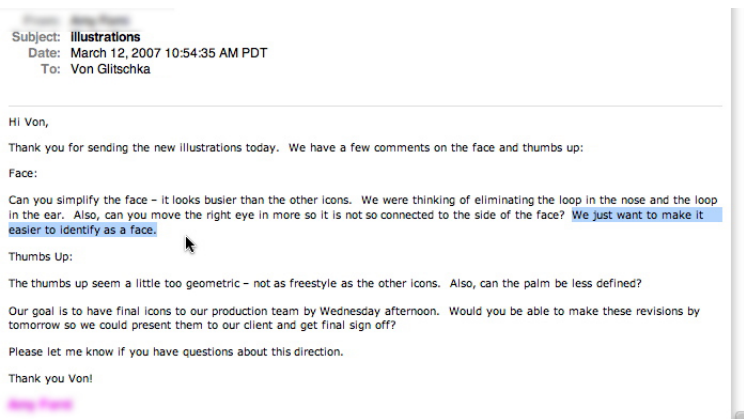 Subject: illustrations
Date: March 12, 2007 10:54:35 AM PDT
To: Von Glitschka
Hi Von,
Thank you for sending the new illustrations today. We have a few comments on the face and thumbs up:
Face:
Can you simplify the face – it looks busier than the other icons. We were thinking of eliminating the loop in the nose and the loop
in the ear. Also, can you move the right eye in more so it is not so connected to the side of the face? We just want to make it
easier to identify as a face.
Thumbs Up:
The thumbs up seem a little too geometric – not as freestyle as the other icons. Also, can the palm be less defined?
Our goal is to have final icons to our production team by Wednesday afternoon. Would you be able to make these revisions by
tomorrow so we could present them to our client and get final sign off?
Please let me know if you have questions about this direction.
Thank you Von!